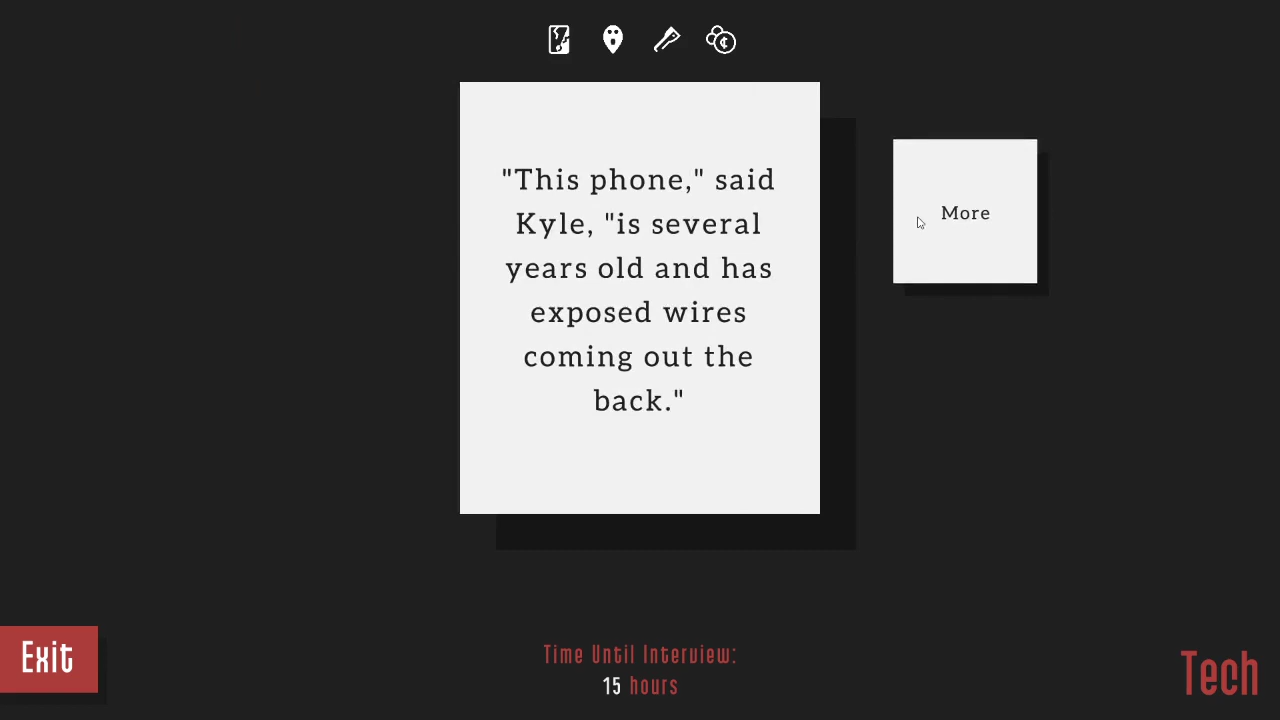 "This phone," said
Kyle, "is several
years old and has
exposed wires
coming out the
back."
More
Exit
Time Until Interview:
15 hours
Tech